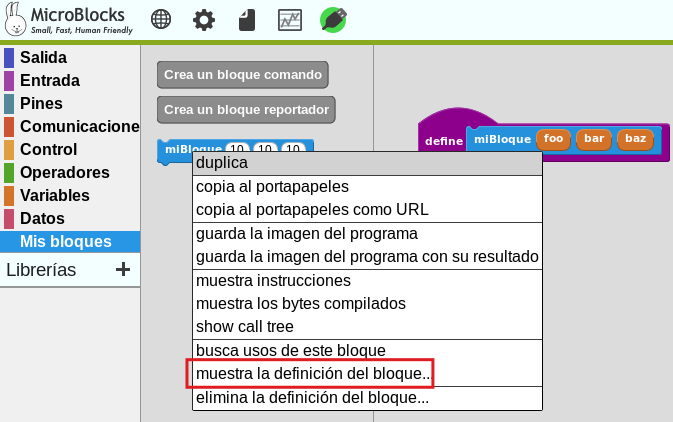 MicroBlocks
Small, Fast, Human Friendly
Salida
Entrada
Pines
Comunicacione
Control
Operadores
Variables
Datos
Mis bloques
Librerías +
Crea un bloque comando
Crea un bloque reportador
miBloque 10 10 10
duplica
copia al portapapeles
copia al portapapeles como URL
guarda la imagen del programa
guarda la imagen del programa con su resultado
muestra instrucciones
muestra los bytes compilados
show call tree
busca usos de este bloque
muestra la definición del bloque...
elimina la definición del bloque...
define miBloque foo bar baz